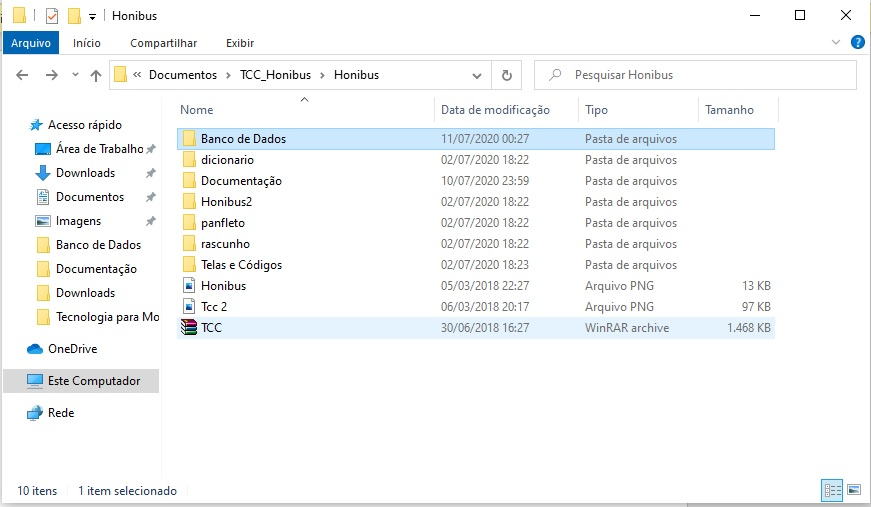 Honibus
Arquivo Início Compartilhar Exibir
« Documentos > TCC_Honibus > Honibus Pesquisar Honibus
Nome Data de modificação Tipo Tamanho
Acesso rápido
Área de Trabalho
Downloads
Documentos
Imagens
Banco de Dados
Documentação
Downloads
Tecnologia para Mo
OneDrive
Este Computador
Rede
Banco de Dados 11/07/2020 00:27 Pasta de arquivos
dicionario 02/07/2020 18:22 Pasta de arquivos
Documentação 10/07/2020 23:59 Pasta de arquivos
Honibus2 02/07/2020 18:22 Pasta de arquivos
panfleto 02/07/2020 18:22 Pasta de arquivos
rascunho 02/07/2020 18:22 Pasta de arquivos
Telas e Códigos 02/07/2020 18:23 Pasta de arquivos
Honibus 05/03/2018 22:27 Arquivo PNG 13 KB
Tcc 2 06/03/2018 20:17 Arquivo PNG 97 KB
TCC 30/06/2018 16:27 WinRAR archive 1.468 KB
10 itens 1 item selecionado